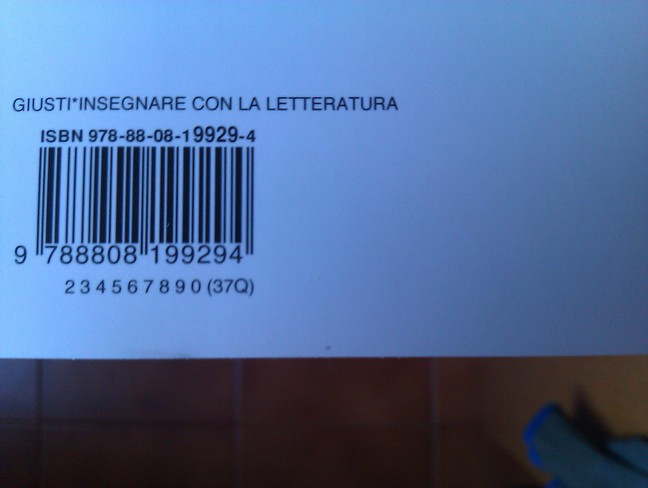 GIUSTI*INSEGNARE CON LA LETTERATURA
ISBN 978-88-08-19929-4
9 788808 199294
2 3 4 5 6 7 8 9 0 (37Q)